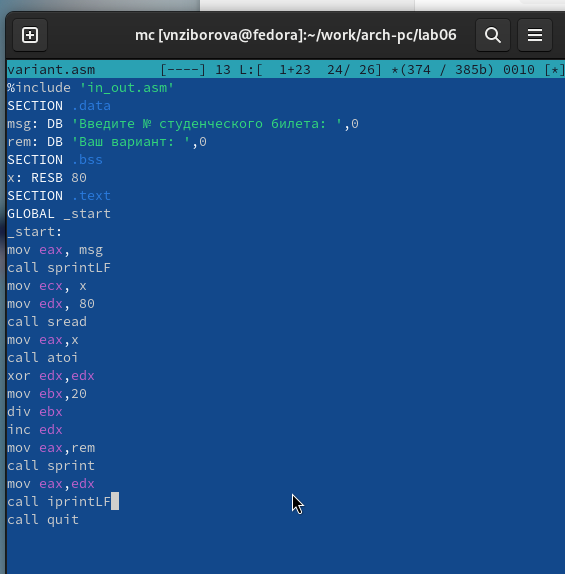 mc [vnziborova@fedora]:~/work/arch-pc/lab06
variant.asm        [----] 13 L:[  1+23  24/ 26] *(374 / 385b) 0010 [*]
%include 'in_out.asm'
SECTION .data
msg: DB 'Введите № студенческого билета: ',0
rem: DB 'Ваш вариант: ',0
SECTION .bss
x: RESB 80
SECTION .text
GLOBAL _start
_start:
mov eax, msg
call sprintLF
mov ecx, x
mov edx, 80
call sread
mov eax,x
call atoi
xor edx,edx
mov ebx,20
div ebx
inc edx
mov eax,rem
call sprint
mov eax,edx
call iprintLF
call quit